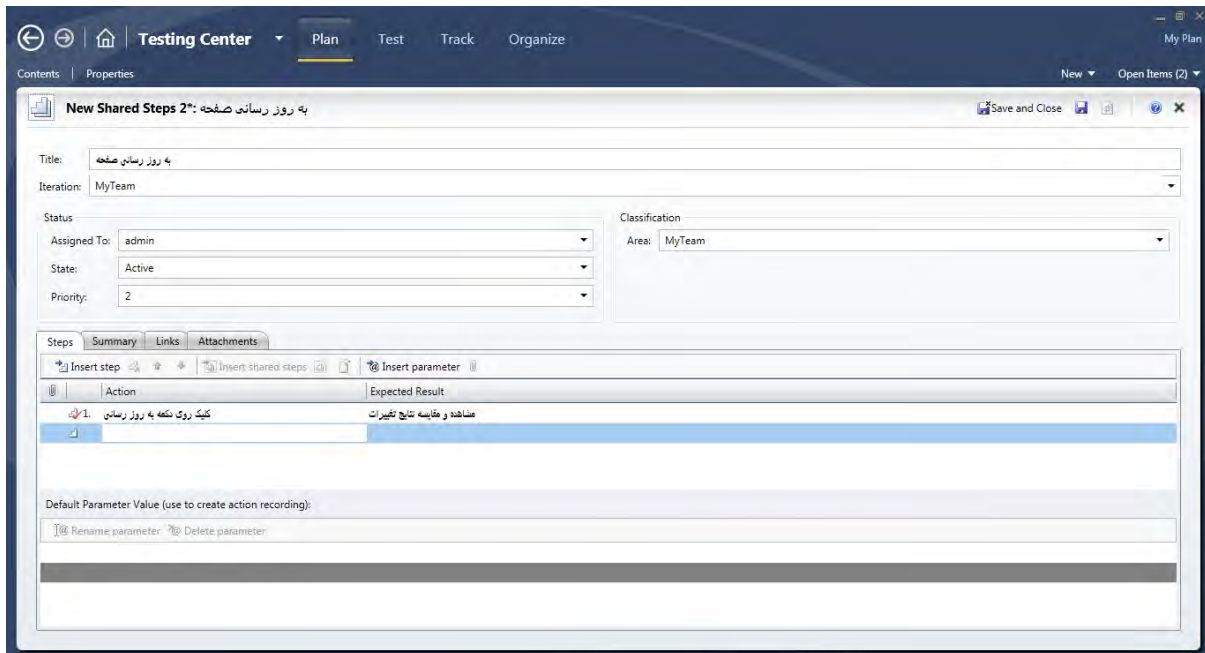 Testing Center Plan Test Track Organize My Plan
Contents | Properties New Open Items (2)
New Shared Steps 2*: به روز رسانی صفحه Save and Close
Title: به روز رسانی صفحه
Iteration: MyTeam
Status Classification
Assigned To: admin Area: MyTeam
State: Active
Priority: 2
Steps Summary Links Attachments
Insert step Insert shared steps Insert parameter
Action Expected Result
1. کلیک روی دکمه به روز رسانی مشاهده و مقایسه نتایج تغییرات
Default Parameter Value (use to create action recording):
Rename parameter Delete parameter